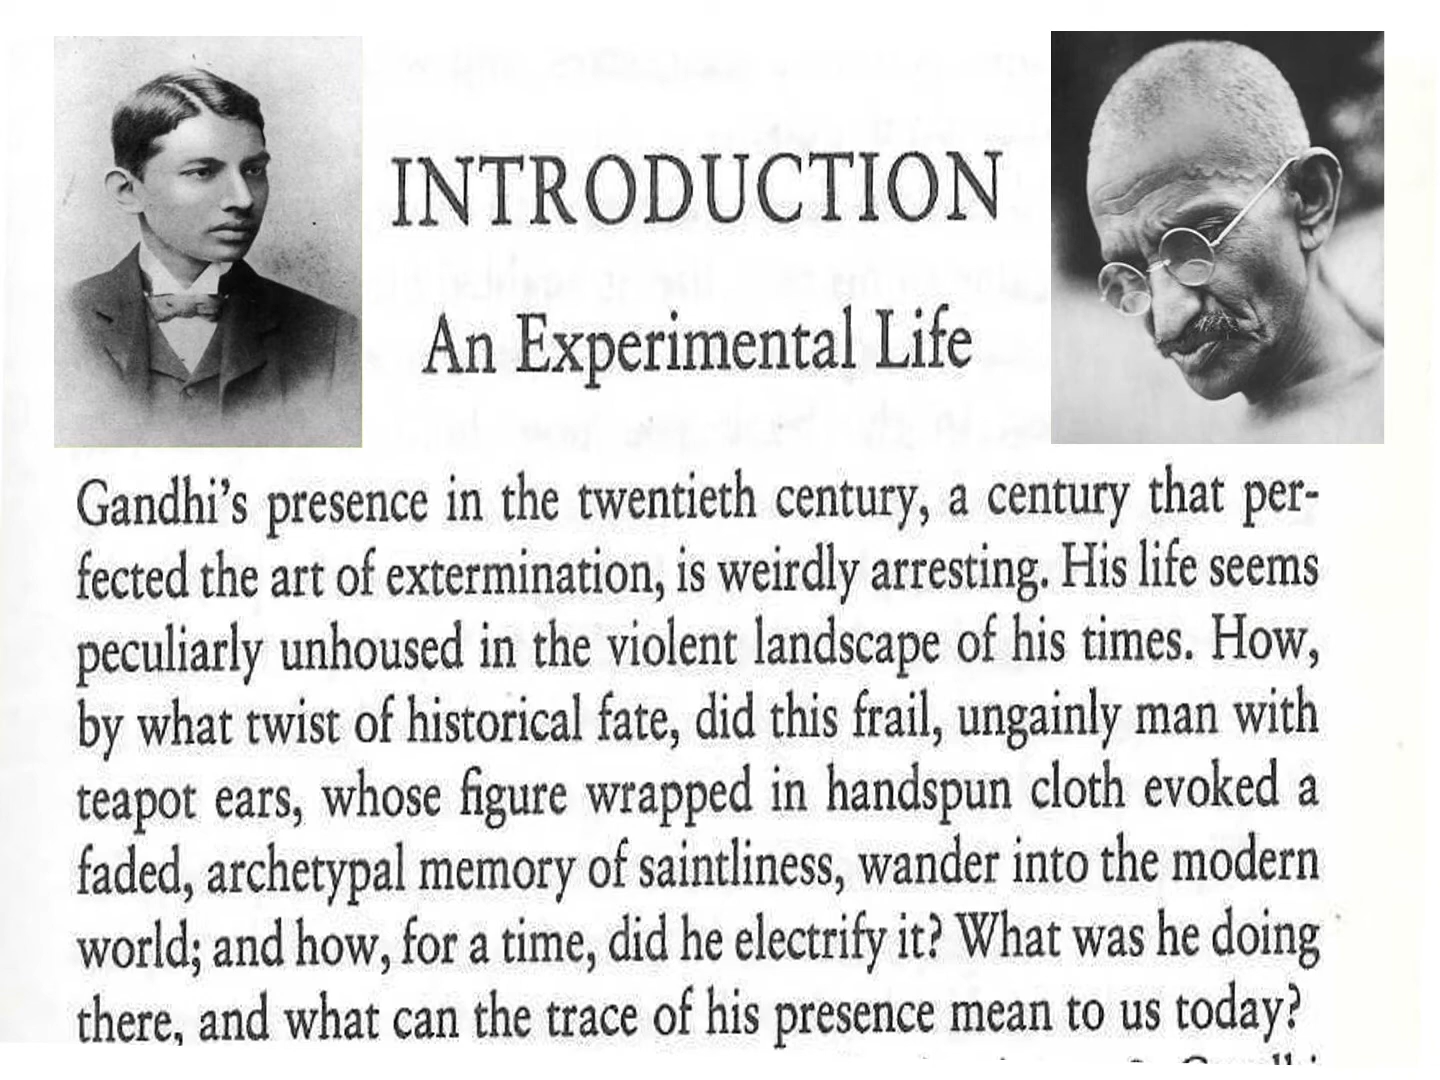 INTRODUCTION
An Experimental Life
Gandhi's presence in the twentieth century, a century that per-
fected the art of extermination, is weirdly arresting. His life seems
peculiarly unhoused in the violent landscape of his times. How,
by what twist of historical fate, did this frail, ungainly man with
teapot ears, whose figure wrapped in handspun cloth evoked a
faded, archetypal memory of saintliness, wander into the modern
world; and how, for a time, did he electrify it? What was he doing
there, and what can the trace of his presence mean to us today?